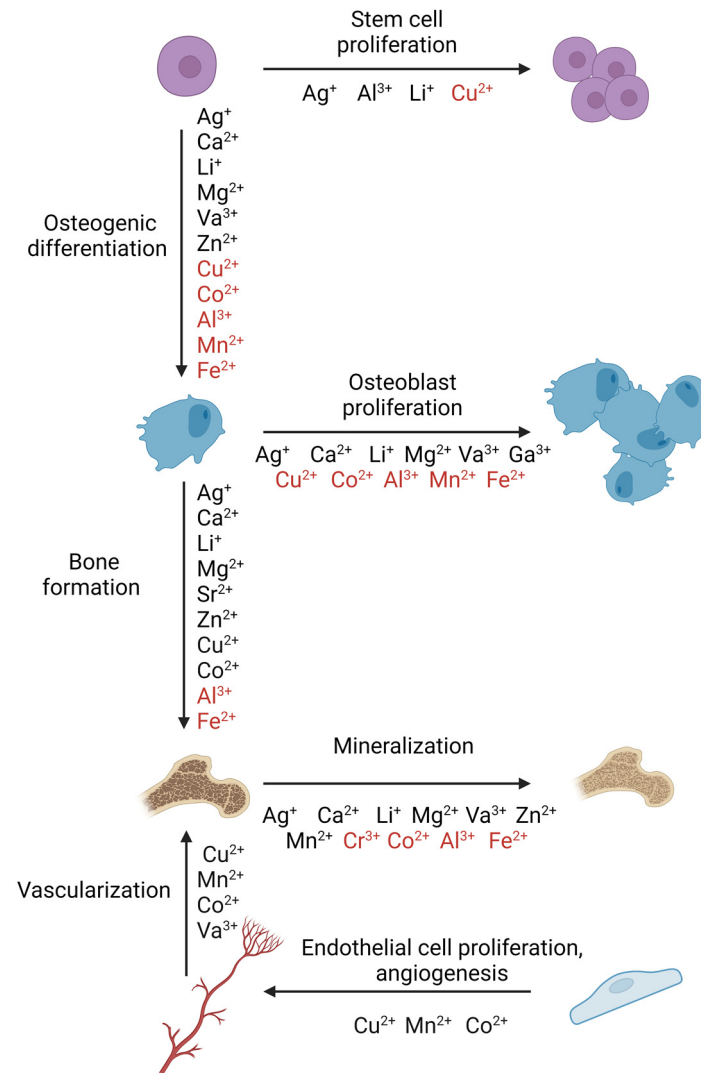 Stem cell
proliferation
Ag⁺ Al³⁺ Li⁺ Cu²⁺
Osteogenic
differentiation
Ag⁺
Ca²⁺
Li⁺
Mg²⁺
Va³⁺
Zn²⁺
Cu²⁺
Co²⁺
Al³⁺
Mn²⁺
Fe²⁺
Osteoblast
proliferation
Ag⁺ Ca²⁺ Li⁺ Mg²⁺ Va³⁺ Ga³⁺
Cu²⁺ Co²⁺ Al³⁺ Mn²⁺ Fe²⁺
Bone
formation
Ag⁺
Ca²⁺
Li⁺
Mg²⁺
Sr²⁺
Zn²⁺
Cu²⁺
Co²⁺
Al³⁺
Fe²⁺
Mineralization
Ag⁺ Ca²⁺ Li⁺ Mg²⁺ Va³⁺ Zn²⁺
Mn²⁺ Cr³⁺ Co²⁺ Al³⁺ Fe²⁺
Vascularization
Cu²⁺
Mn²⁺
Co²⁺
Va³⁺
Endothelial cell proliferation,
angiogenesis
Cu²⁺ Mn²⁺ Co²⁺